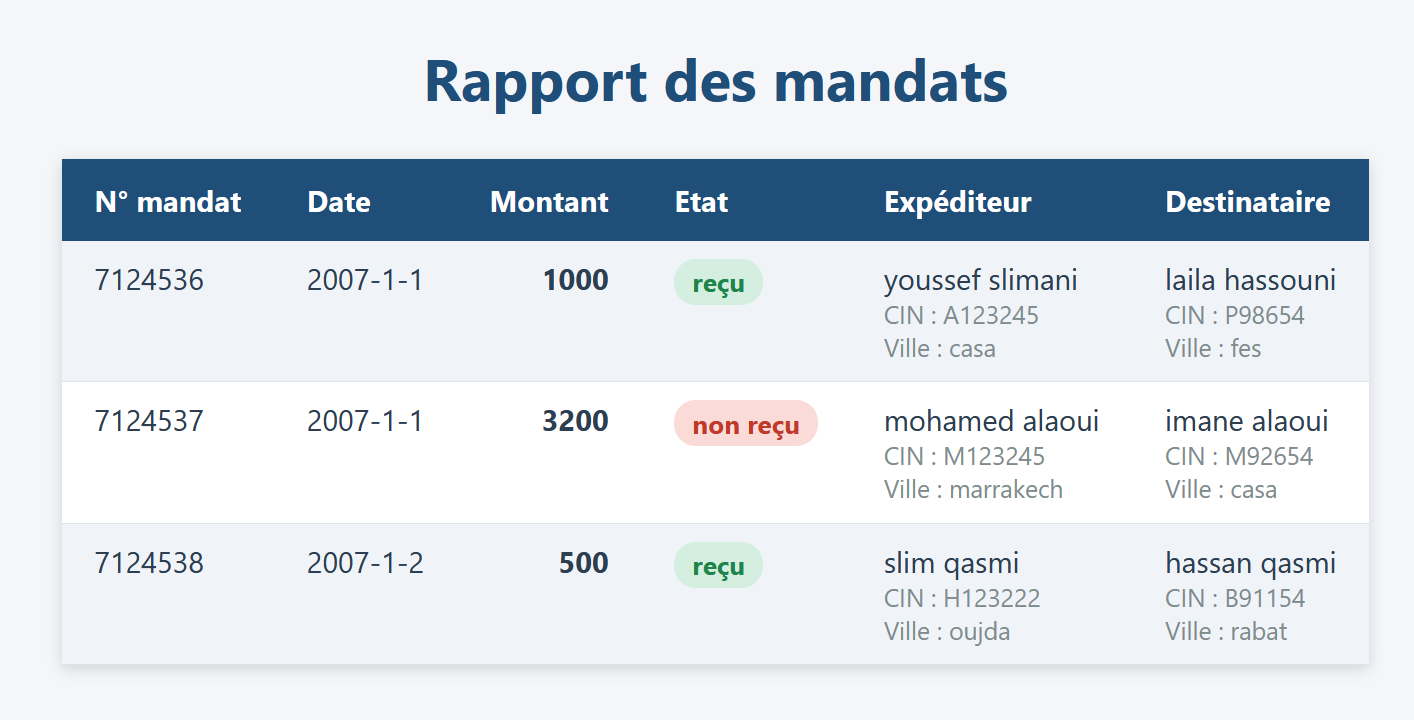 Rapport des mandats
N° mandat Date Montant Etat Expéditeur Destinataire
7124536 2007-1-1 1000 reçu youssef slimani laila hassouni
CIN : A123245 CIN : P98654
Ville : casa Ville : fes
7124537 2007-1-1 3200 non reçu mohamed alaoui imane alaoui
CIN : M123245 CIN : M92654
Ville : marrakech Ville : casa
7124538 2007-1-2 500 reçu slim qasmi hassan qasmi
CIN : H123222 CIN : B91154
Ville : oujda Ville : rabat